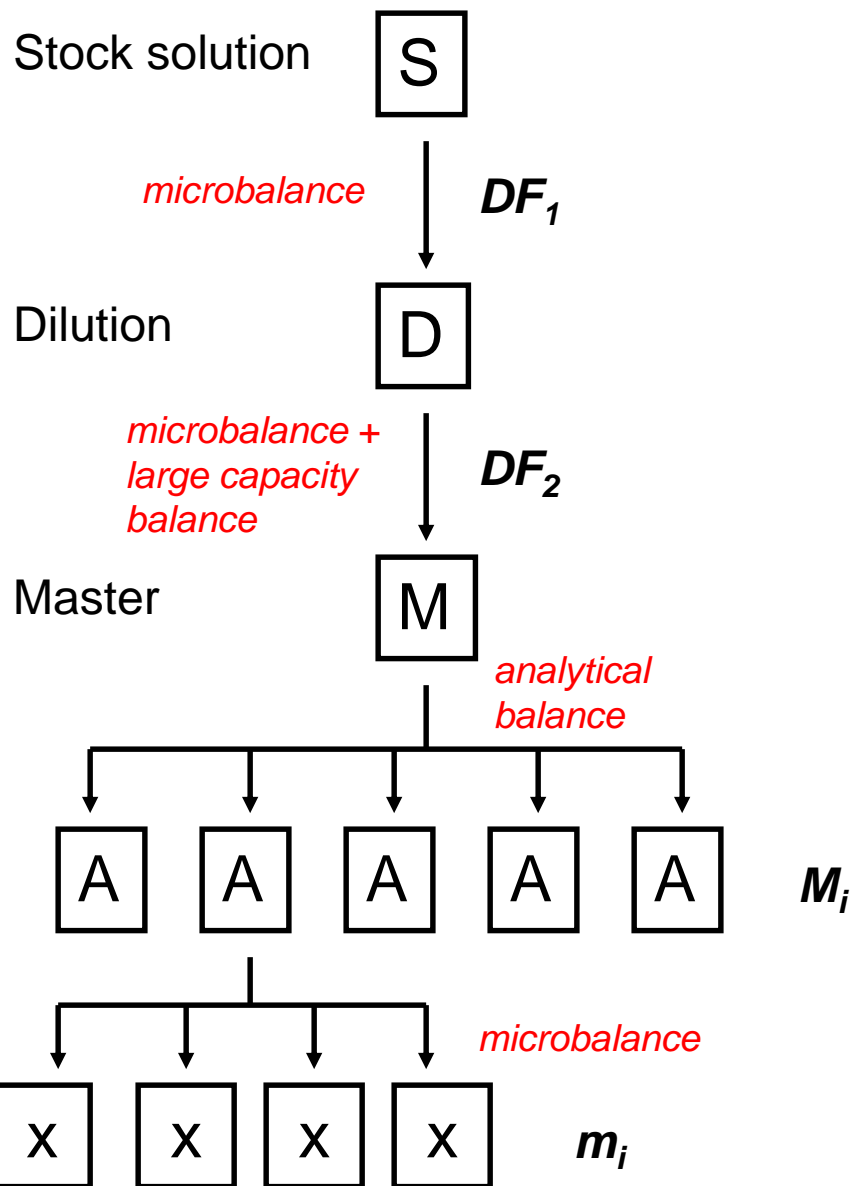 Stock solution
S
microbalance
DF₁
Dilution
D
microbalance +
large capacity
balance
DF₂
Master
M
analytical
balance
A A A A A
Mᵢ
x x x x
microbalance
mᵢ